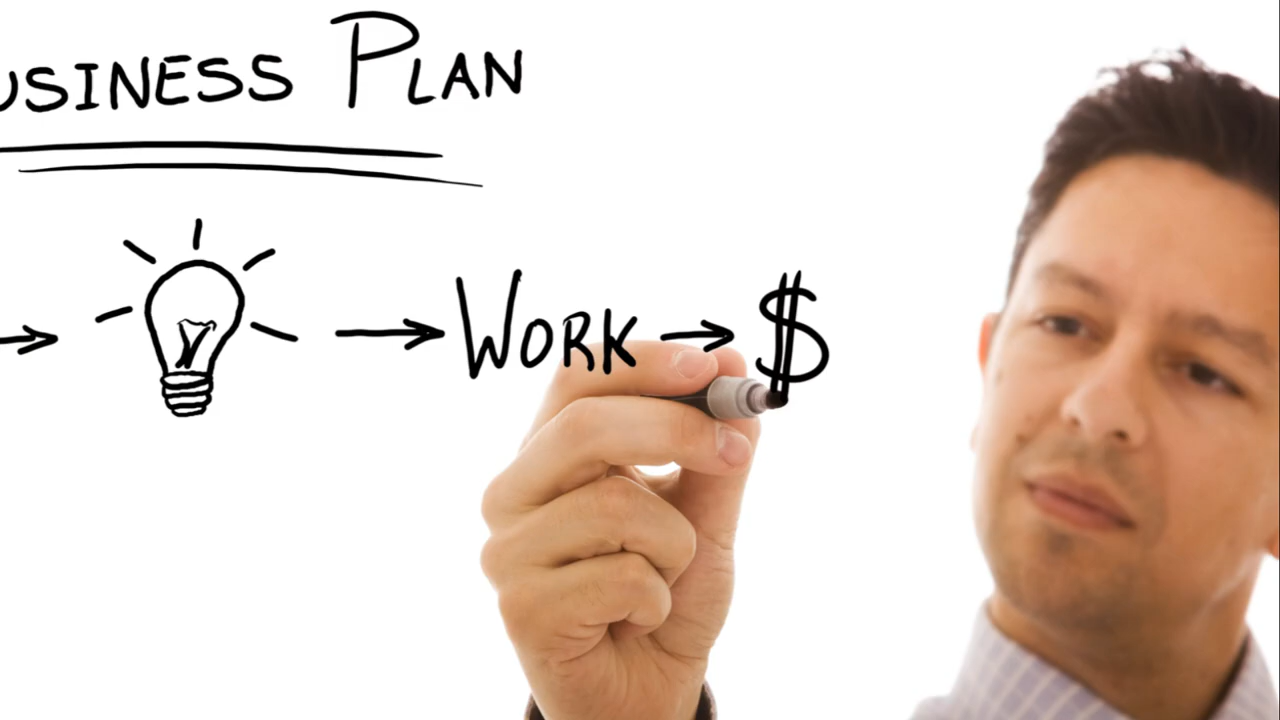 USINESS PLAN
→ → WORK → $